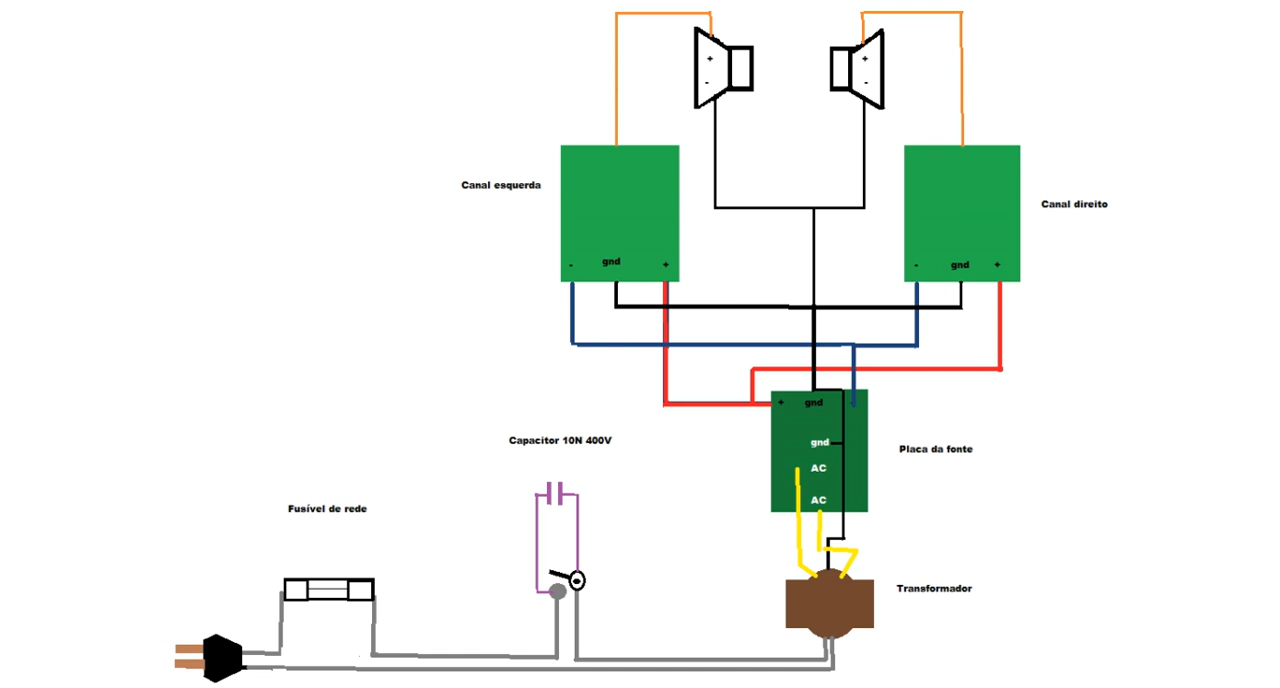 +
-
+
-
Canal esquerda
Canal direito
-
gnd
+
-
gnd
+
+
gnd
-
gnd
AC
AC
Placa da fonte
Capacitor 10N 400V
Fusível de rede
Transformador